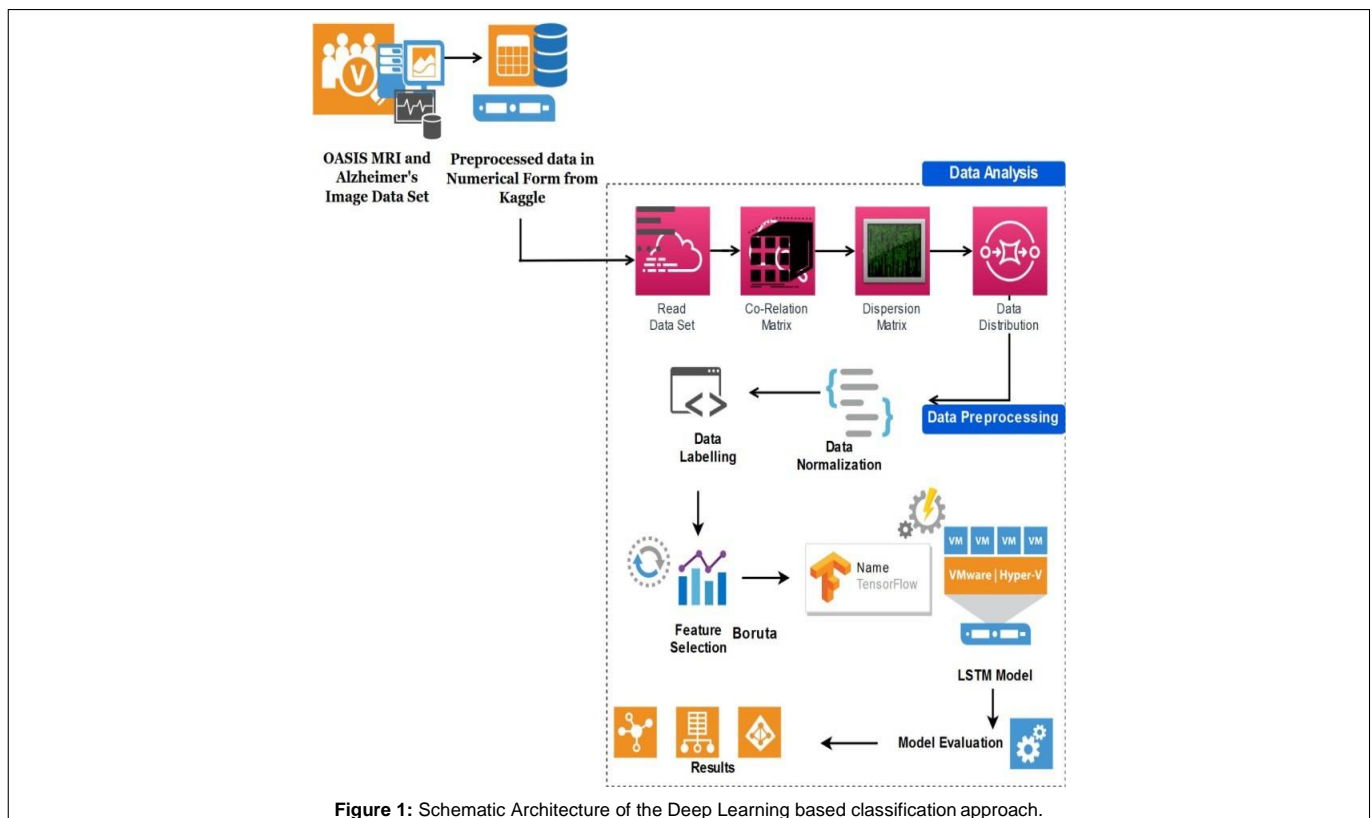 V
OASIS MRI and
Alzheimer's
Image Data Set
Preprocessed data in
Numerical Form from
Kaggle
Data Analysis
Read
Data Set
Co-Relation
Matrix
Dispersion
Matrix
Data
Distribution
Data Preprocessing
Data
Labelling
Data
Normalization
Feature
Selection
Boruta
Name
TensorFlow
VM VM VM VM
VMware | Hyper-V
LSTM Model
Model Evaluation
Results
Figure 1: Schematic Architecture of the Deep Learning based classification approach.